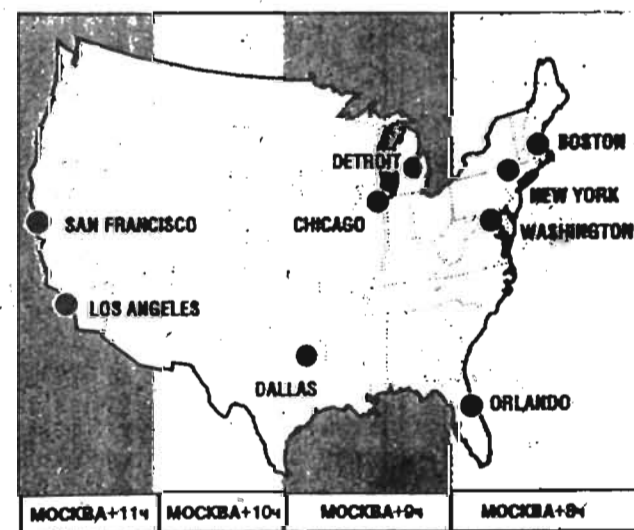 BOSTON
DETROIT
NEW YORK
SAN FRANCISCO
CHICAGO
WASHINGTON
LOS ANGELES
DALLAS
ORLANDO
МОСКВА+11ч
МОСКВА+10ч
МОСКВА+9ч
МОСКВА+8ч